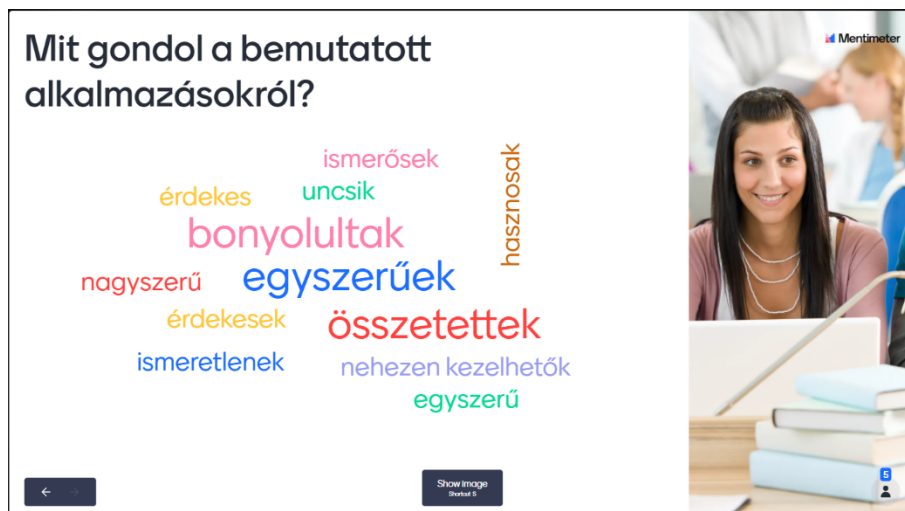 Mit gondol a bemutatott
alkalmazásokról?
Mentimeter
ismerősek
hasznosak
érdekes
uncsik
bonyolultak
nagyszerű
egyszerűek
érdekesek
összetettek
ismeretlenek
nehezen kezelhetők
egyszerű
Show image
Shortcut S
5